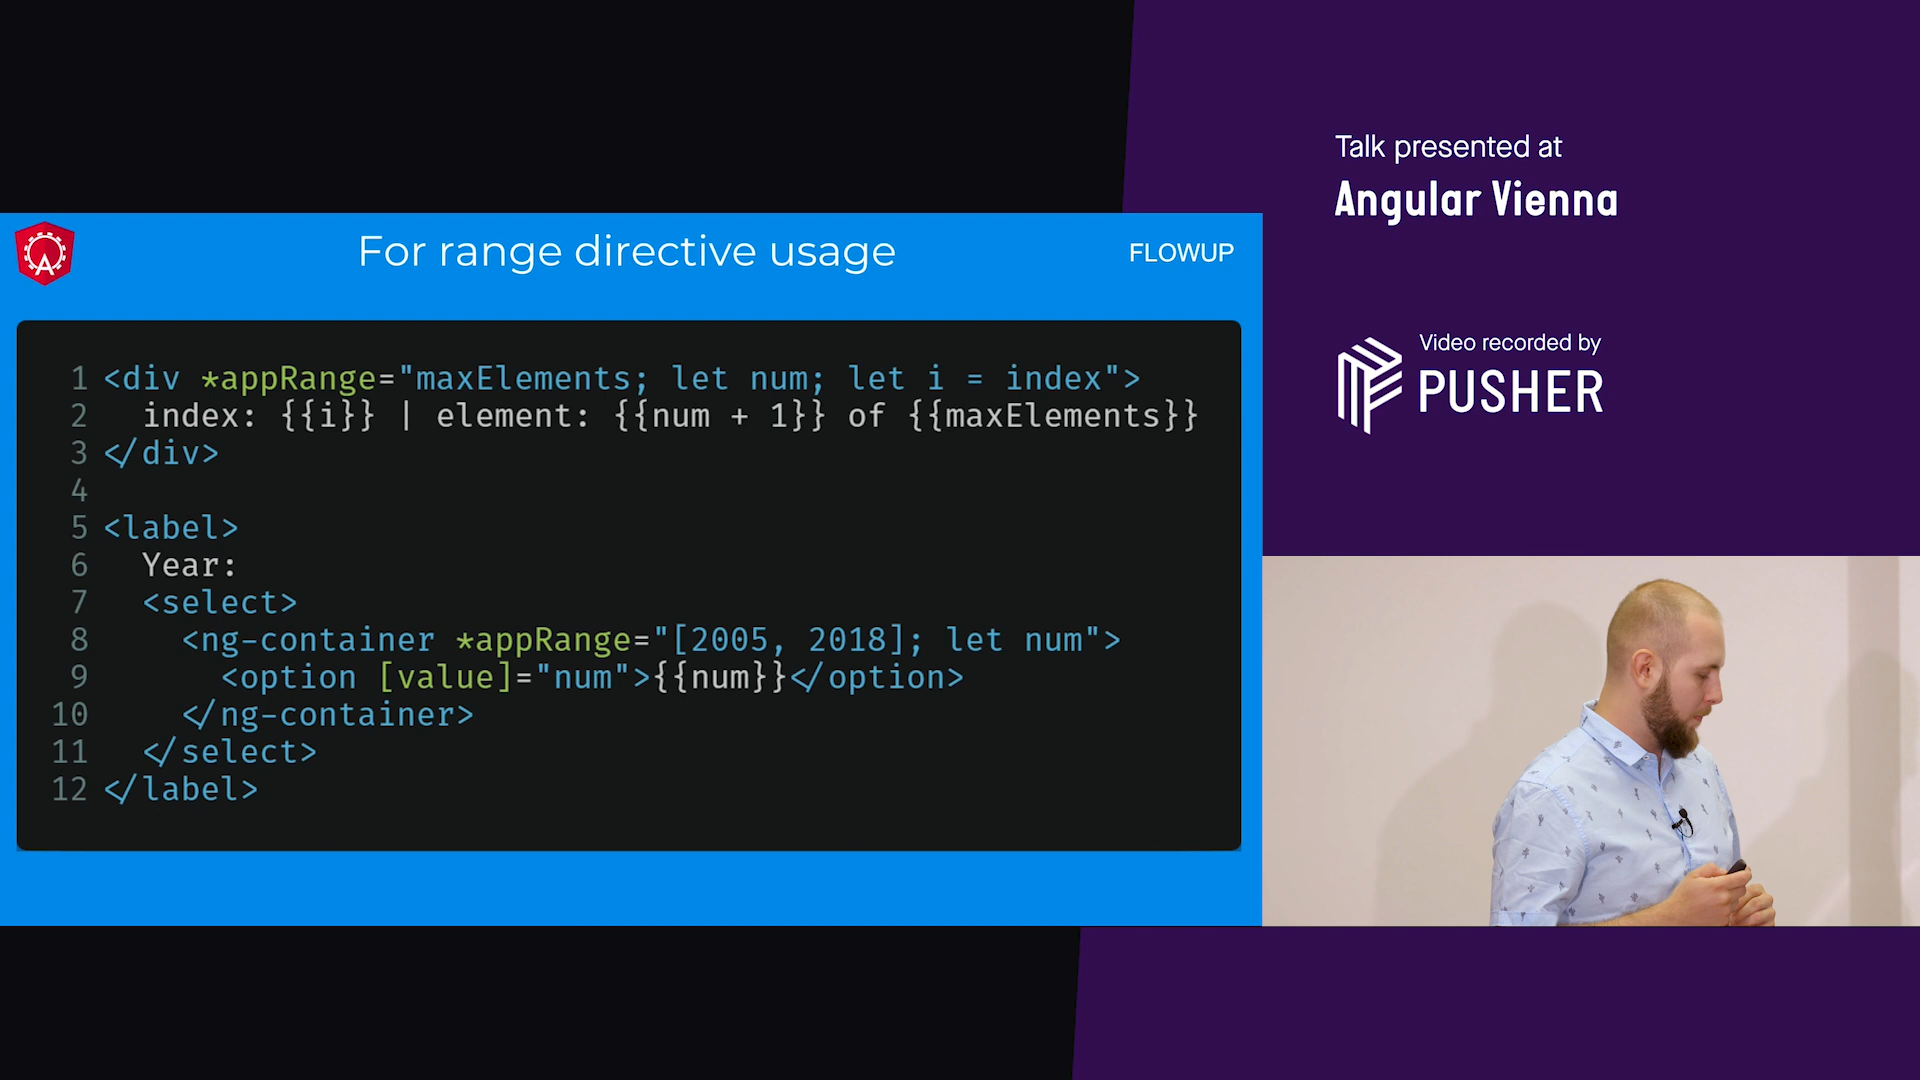 For range directive usage
FLOWUP
1 <div *appRange="maxElements; let num; let i = index">
2   index: {{i}} | element: {{num + 1}} of {{maxElements}}
3 </div>
4
5 <label>
6   Year:
7   <select>
8     <ng-container *appRange="[2005, 2018]; let num">
9       <option [value]="num">{{num}}</option>
10     </ng-container>
11   </select>
12 </label>
Talk presented at
Angular Vienna
Video recorded by
PUSHER